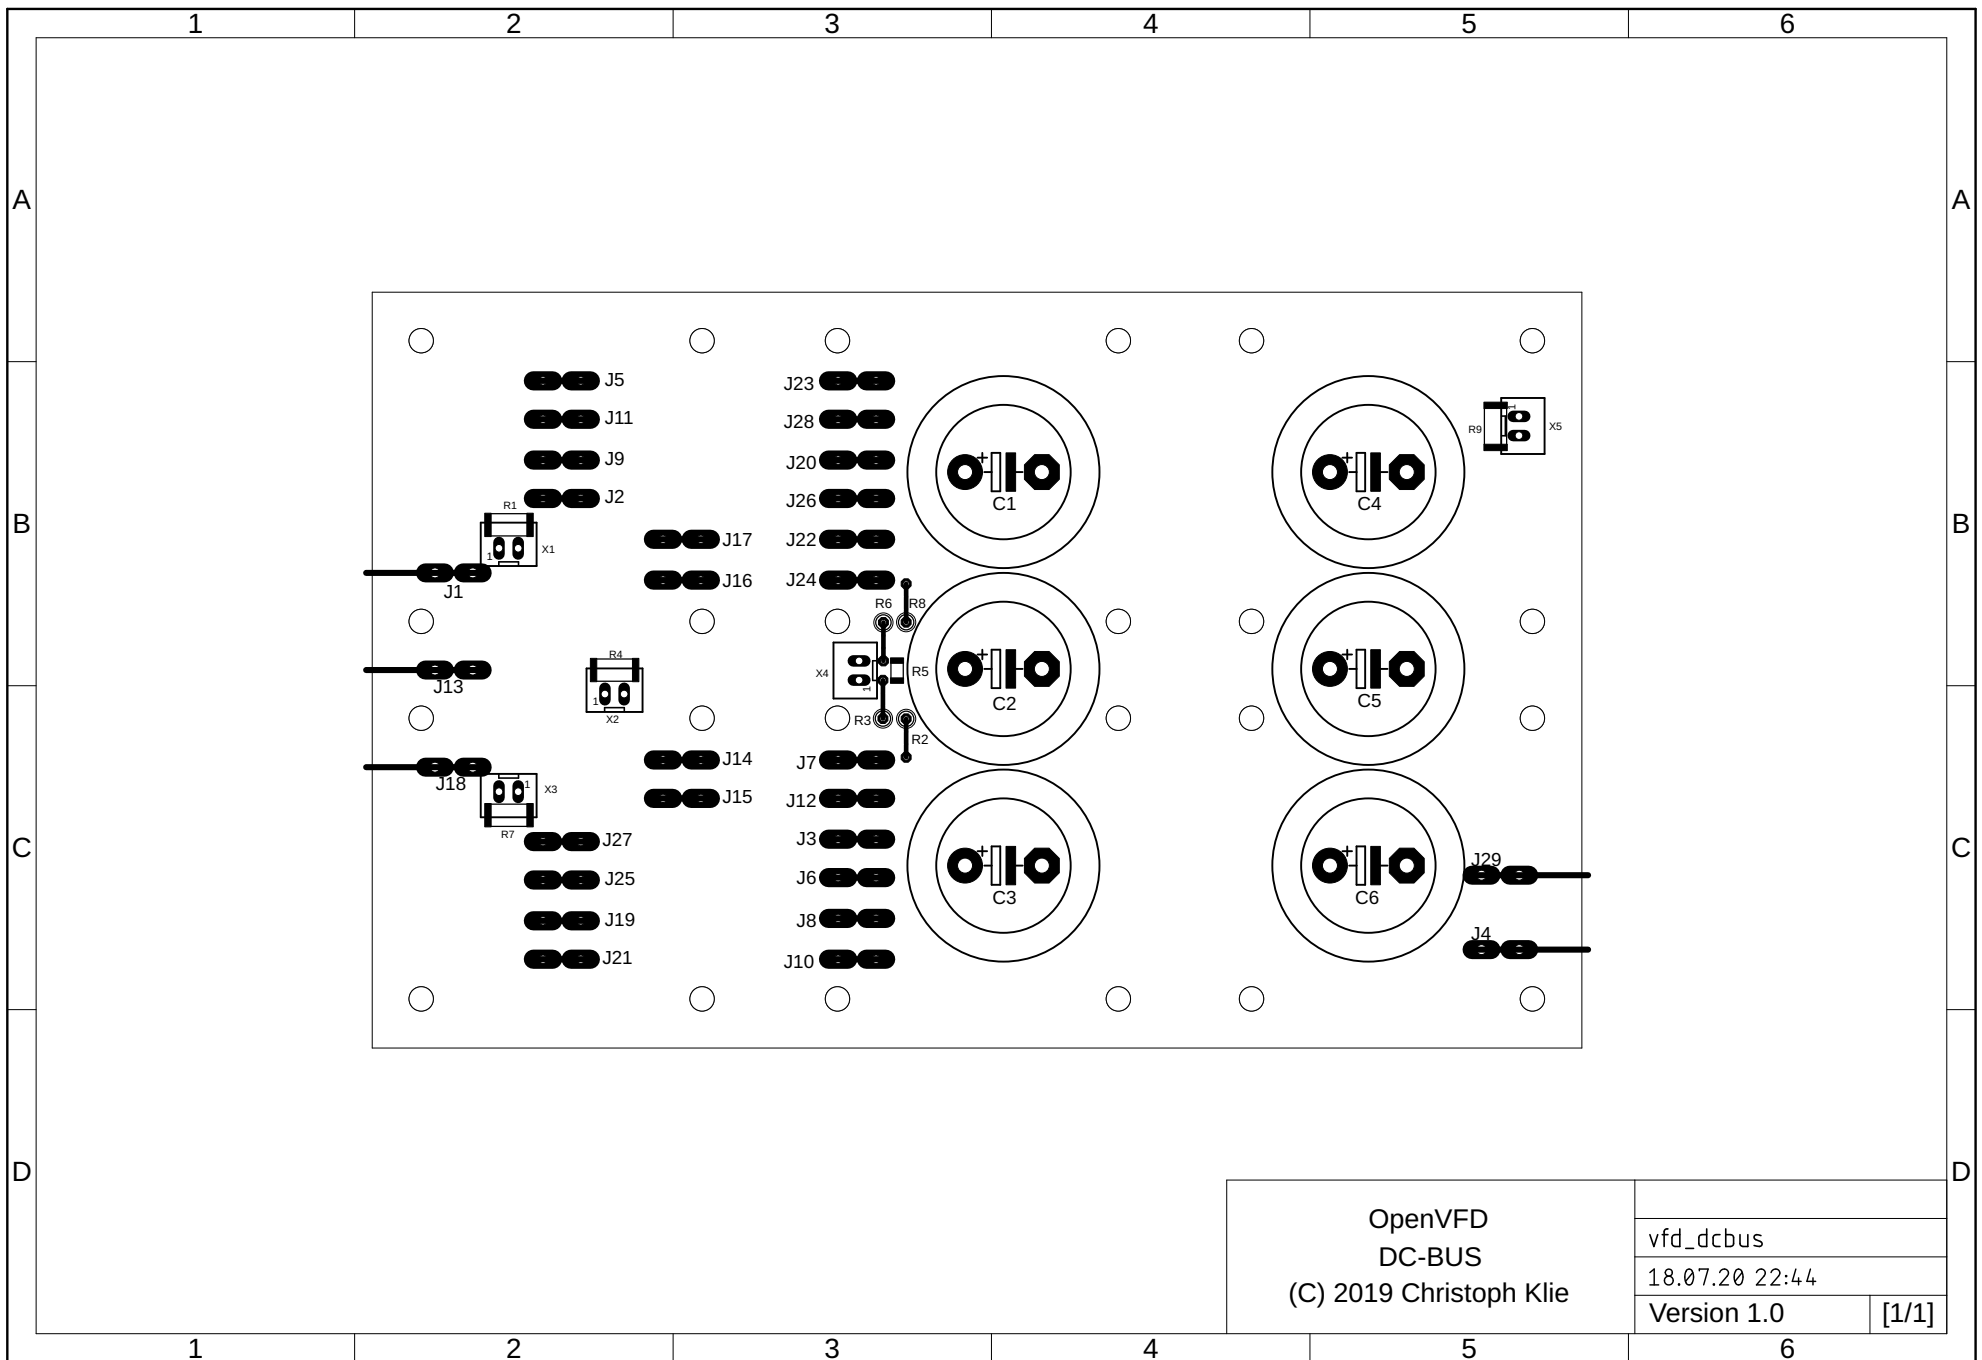 1 2 3 4 5 6
A A
J5 J23
J11 J28
J9 J20
J2 J26
R9 X5
R1 X1 1
C1 C4
B B
J17 J22
J16 J24
J1
R6 R8
R4
X4 1 R5
J13
1 X2
R3 R2
C2 C5
J14 J7
J18 1 X3
J15 J12
R7
J27 J3
C C
J29
J25 J6
C3 C6
J19 J8
J4
J21 J10
D D
OpenVFD
DC-BUS
(C) 2019 Christoph Klie
vfd_dcbus
18.07.20 22:44
Version 1.0 [1/1]
1 2 3 4 5 6